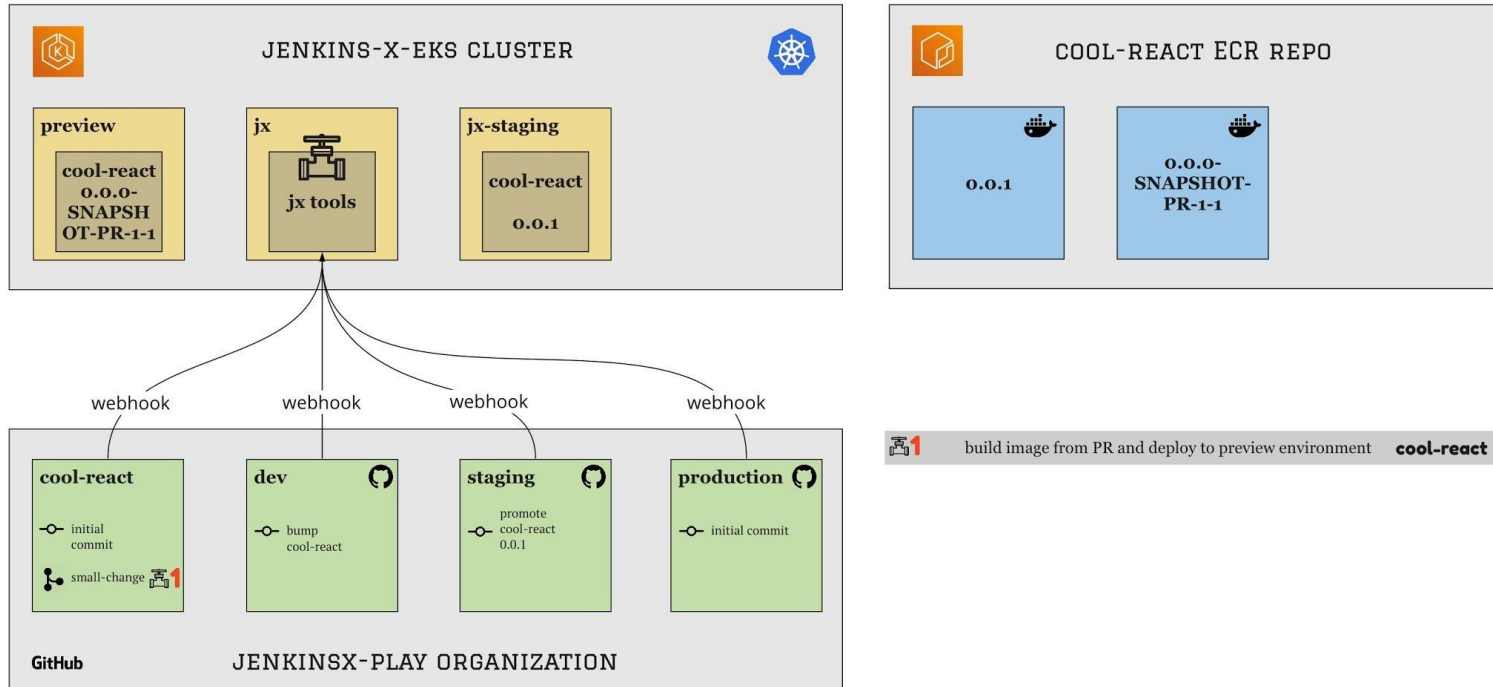 JENKINS-X-EKS CLUSTER
preview
cool-react
0.0.0-
SNAPSH
OT-PR-1-1
jx
jx tools
jx-staging
cool-react
0.0.1
COOL-REACT ECR REPO
0.0.1
0.0.0-
SNAPSHOT-
PR-1-1
webhook
webhook
webhook
webhook
cool-react
initial
commit
small-change
1
dev
bump
cool-react
staging
promote
cool-react
0.0.1
production
initial commit
GitHub
JENKINSX-PLAY ORGANIZATION
1 build image from PR and deploy to preview environment cool-react